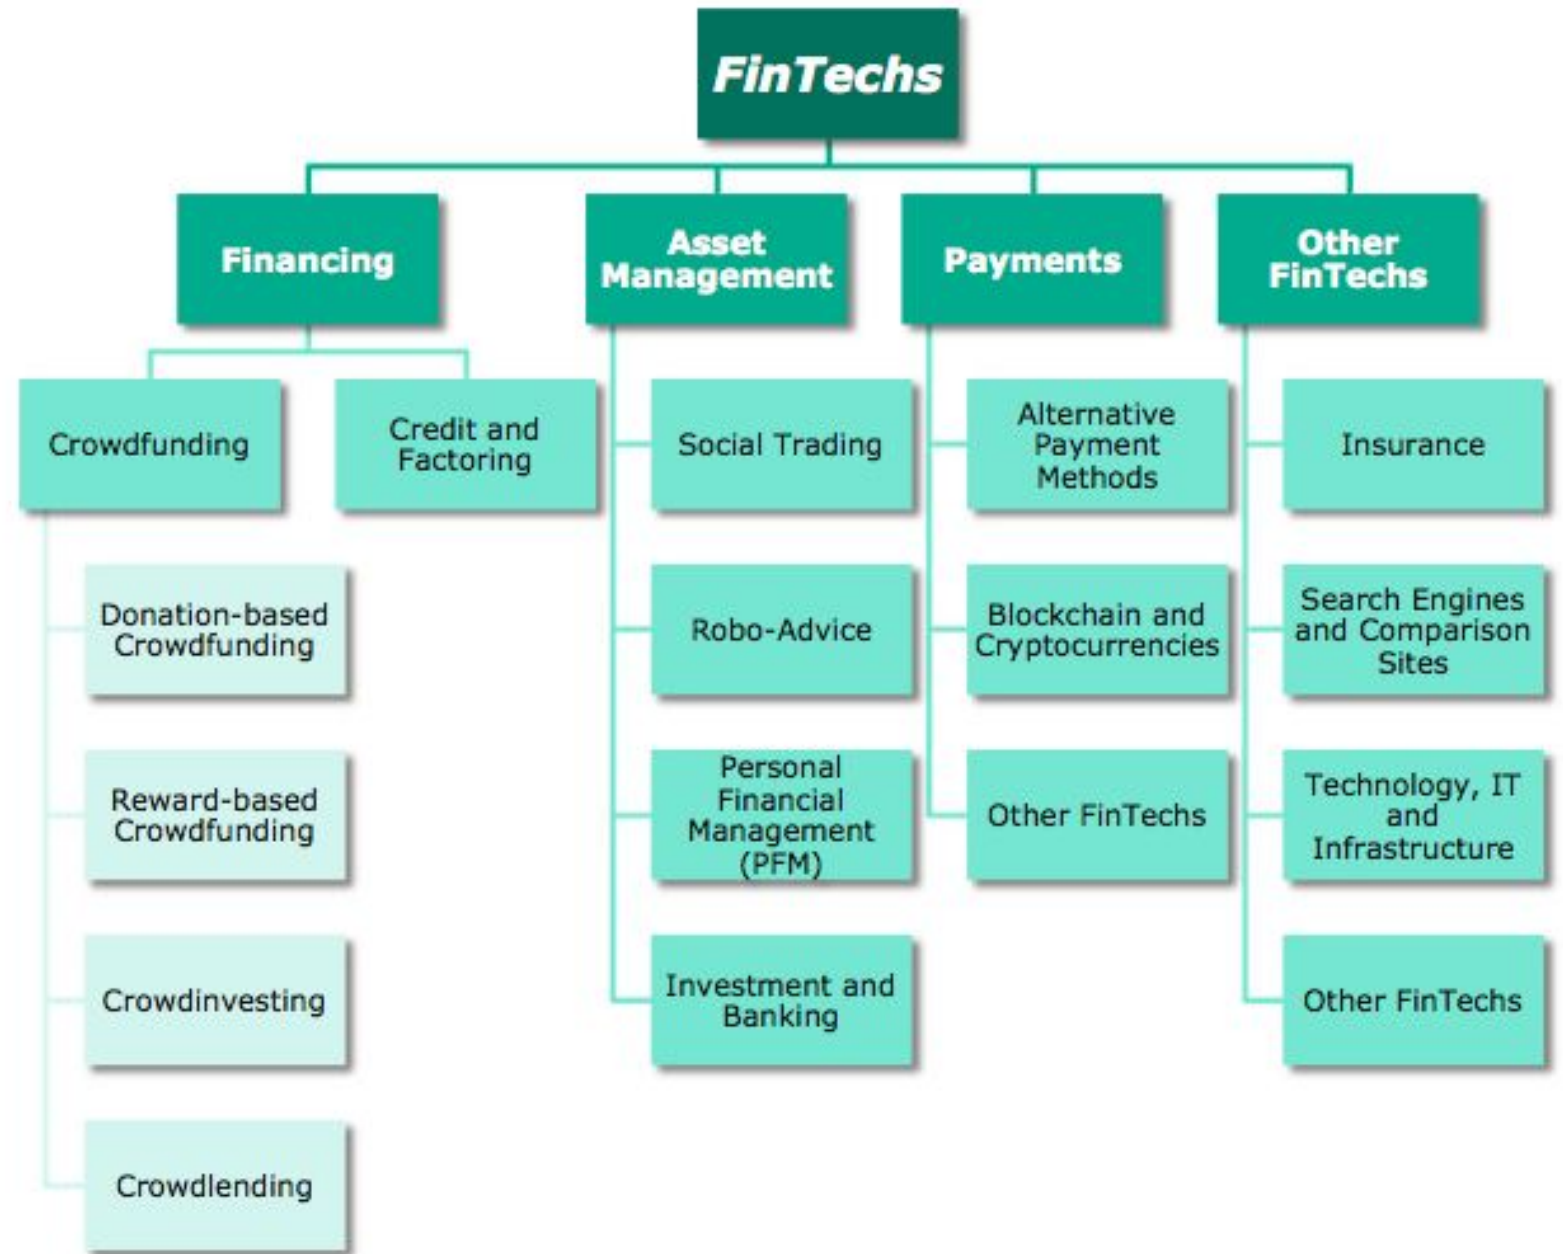 FinTechs
Financing
Asset
Management
Payments
Other
FinTechs
Crowdfunding
Credit and
Factoring
Social Trading
Alternative
Payment
Methods
Insurance
Donation-based
Crowdfunding
Robo-Advice
Blockchain and
Cryptocurrencies
Search Engines
and Comparison
Sites
Reward-based
Crowdfunding
Personal
Financial
Management
(PFM)
Other FinTechs
Technology, IT
and
Infrastructure
Crowdinvesting
Investment and
Banking
Other FinTechs
Crowdlending